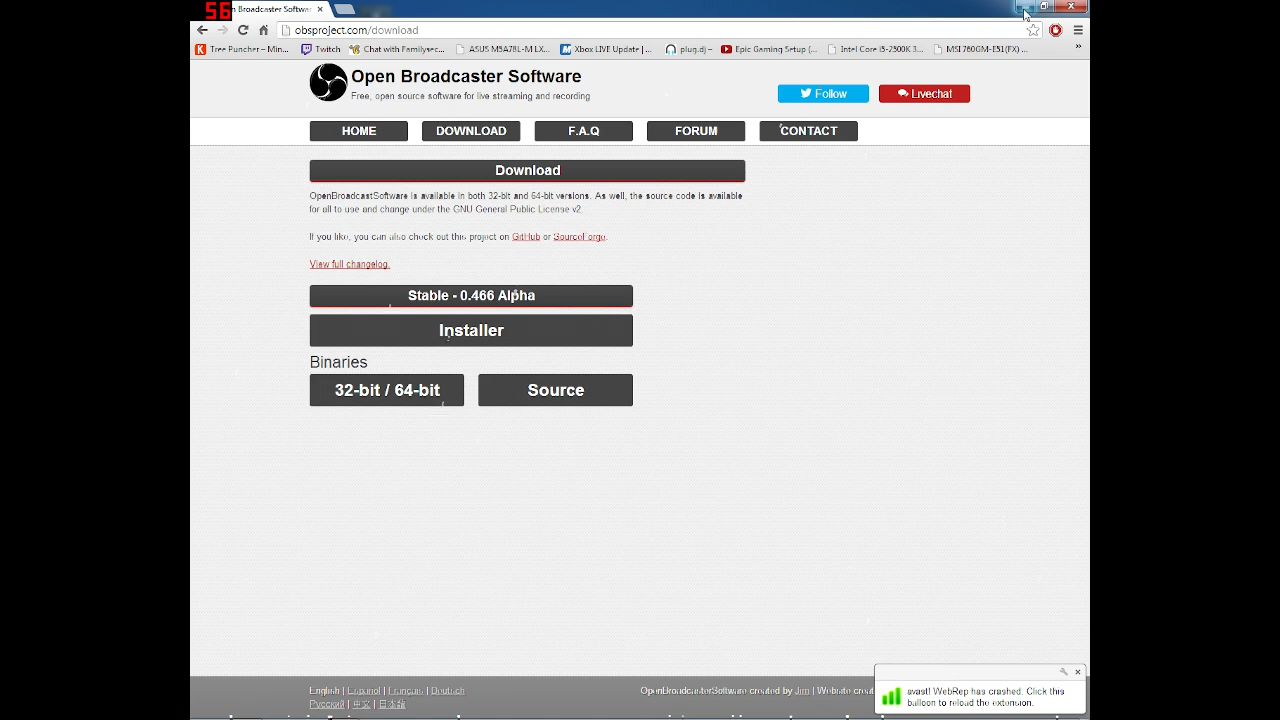 56
n Broadcaster Softwar
obsproject.com/download
Tree Puncher – Min...
Twitch
Chat with Familysec...
ASUS M5A78L-M LX...
Xbox LIVE Update | ...
plug.dj –
Epic Gaming Setup (...
Intel Core i5-2500K 3...
MSI 760GM-E51(FX) ...
»
Open Broadcaster Software
Free, open source software for live streaming and recording
Follow
Livechat
HOME
DOWNLOAD
F.A.Q
FORUM
CONTACT
Download
OpenBroadcastSoftware is available in both 32-bit and 64-bit versions. As well, the source code is available
for all to use and change under the GNU General Public License v2.
If you like, you can also check out this project on GitHub or SourceForge.
View full changelog.
Stable - 0.466 Alpha
Installer
Binaries
32-bit / 64-bit
Source
English | Español | Français | Deutsch
Русский | 中文 | 日本語
OpenBroadcasterSoftware created by Jim | Website crea
avast! WebRep has crashed. Click this
balloon to reload the extension.